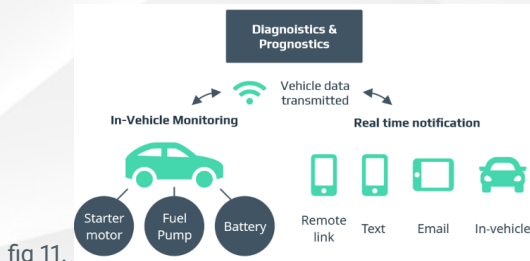 Diagnoistics &
Prognostics
Vehicle data
transmitted
In-Vehicle Monitoring
Real time notification
Starter
motor
Fuel
Pump
Battery
Remote
link
Text
Email
In-vehicle
fig 11.